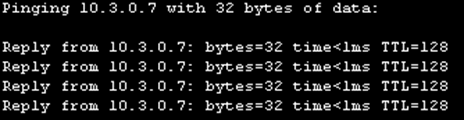 Pinging 10.3.0.7 with 32 bytes of data:
Reply from 10.3.0.7: bytes=32 time<1ms TTL=128
Reply from 10.3.0.7: bytes=32 time<1ms TTL=128
Reply from 10.3.0.7: bytes=32 time<1ms TTL=128
Reply from 10.3.0.7: bytes=32 time<1ms TTL=128